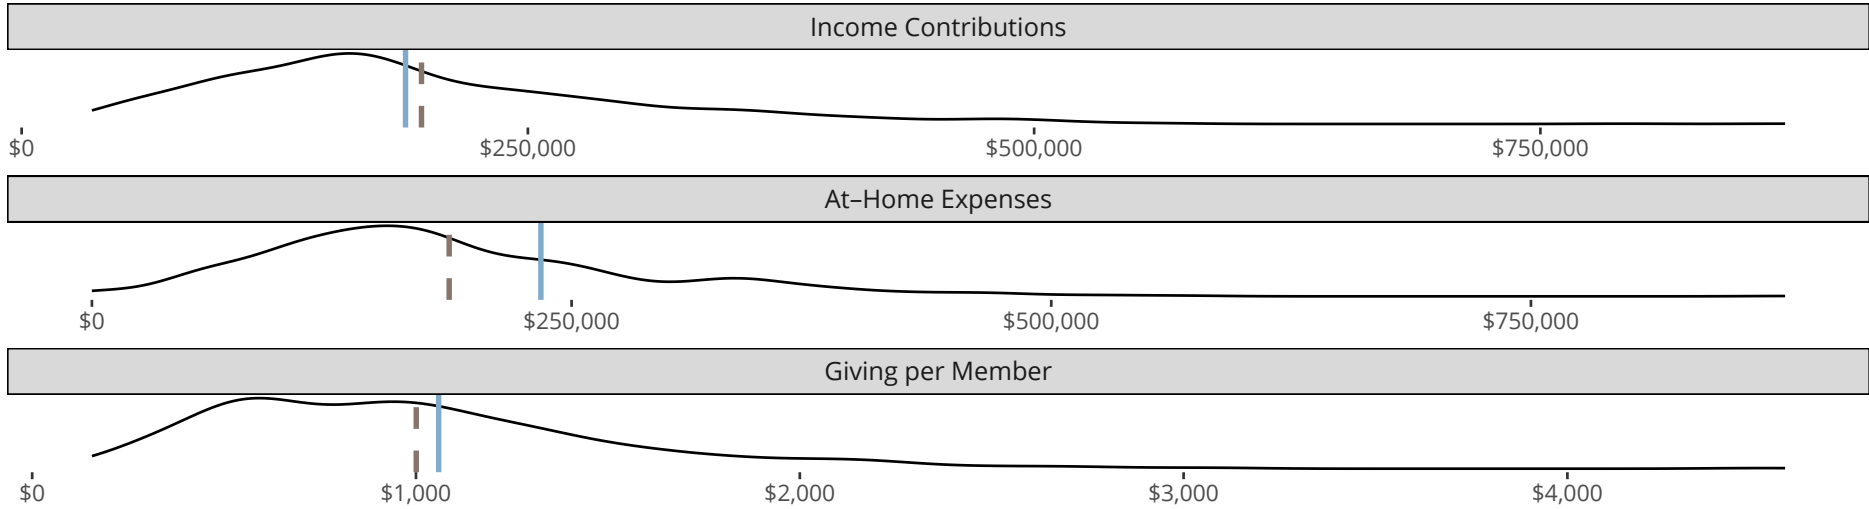 Income Contributions
$0 $250,000 $500,000 $750,000
At–Home Expenses
$0 $250,000 $500,000 $750,000
Giving per Member
$0 $1,000 $2,000 $3,000 $4,000